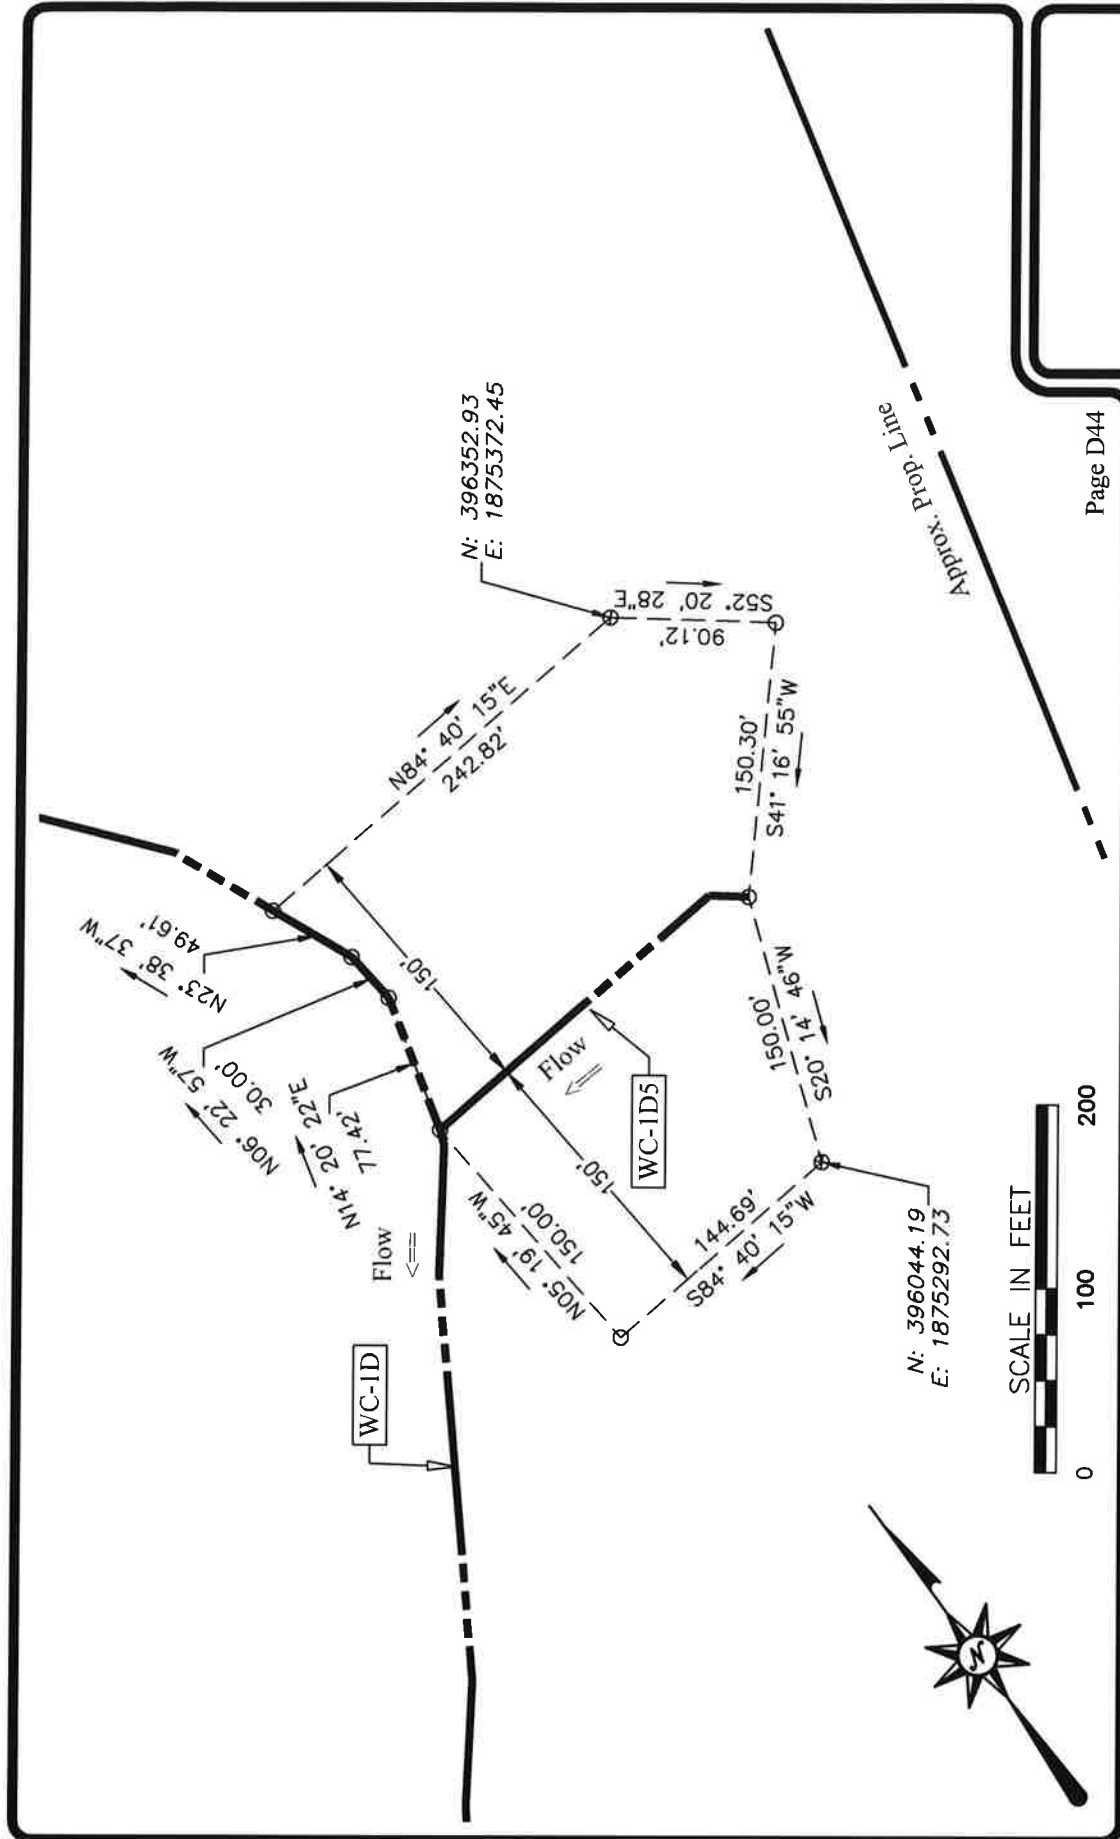 N: 396352.93
E: 1875372.45
Approx. Prop. Line
S52° 20' 28"E
90.12'
N84° 40' 15"E
242.82'
150.30'
S41° 16' 55"W
N23° 38' 37"W
49.61'
N06° 22' 57"W
30.00'
N14° 20' 22"E
77.42'
150'
Flow
WC-1D5
150'
150.00'
S20° 14' 46"W
N05° 19' 45"W
150.00'
144.69'
S84° 40' 15"W
Flow
WC-1D
N: 396044.19
E: 1875292.73
SCALE IN FEET
0 100 200
N
Page D44